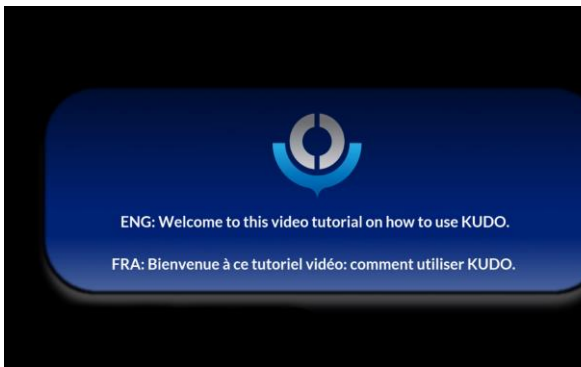 ENG: Welcome to this video tutorial on how to use KUDO.
FRA: Bienvenue à ce tutoriel vidéo: comment utiliser KUDO.